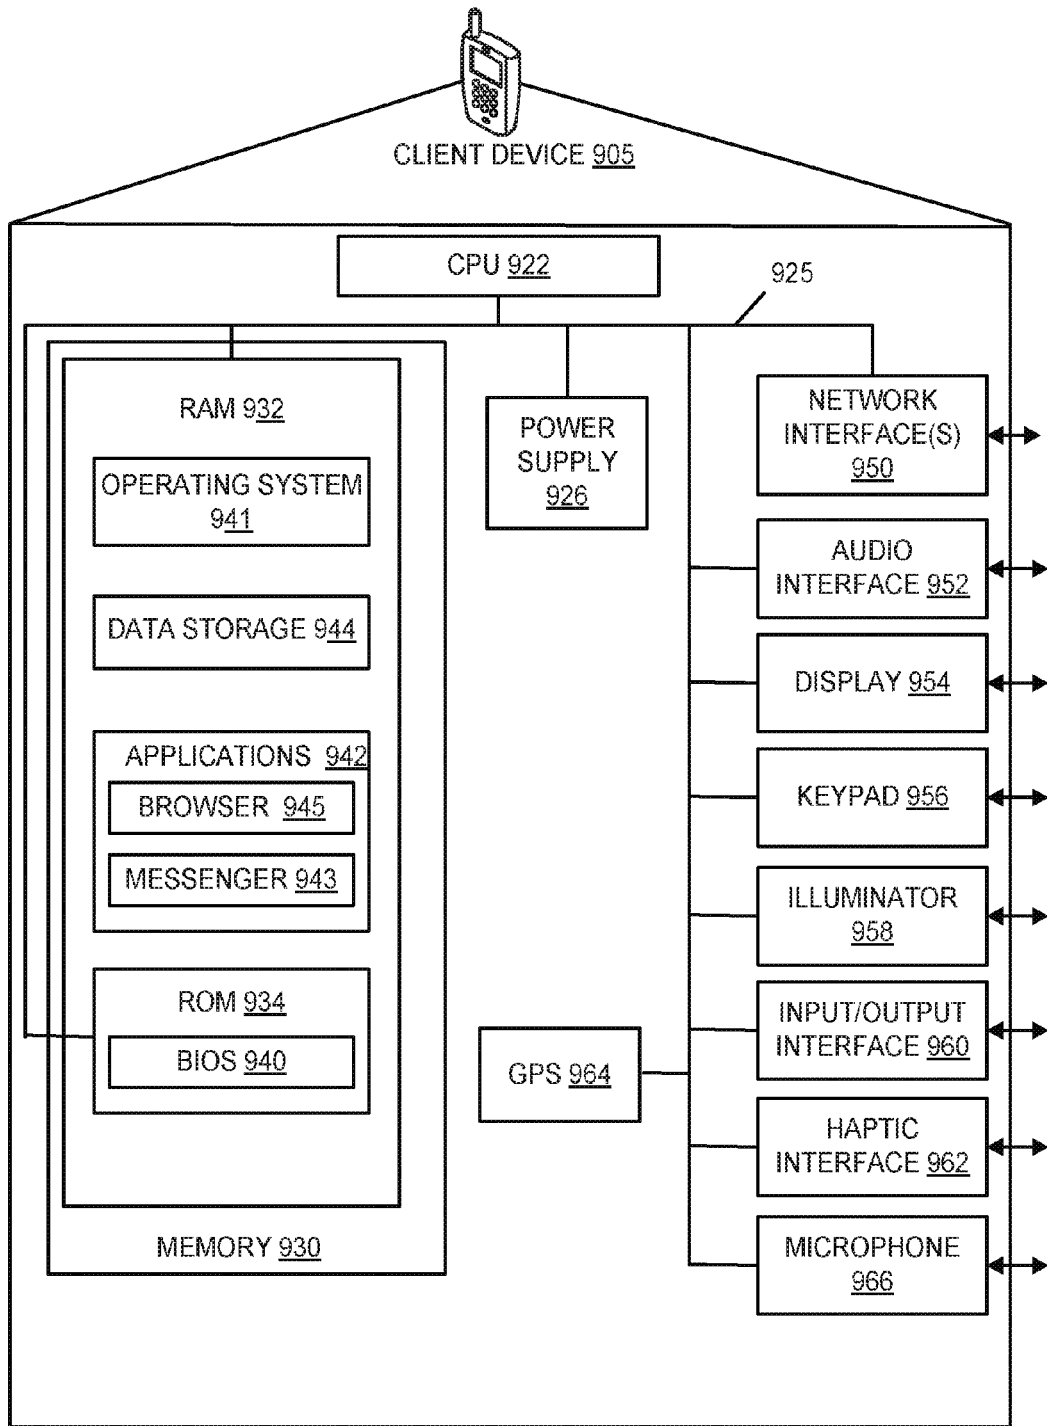 CLIENT DEVICE 905
CPU 922
925
RAM 932
OPERATING SYSTEM
941
DATA STORAGE 944
APPLICATIONS 942
BROWSER 945
MESSENGER 943
ROM 934
BIOS 940
MEMORY 930
POWER
SUPPLY
926
GPS 964
NETWORK
INTERFACE(S)
950
AUDIO
INTERFACE 952
DISPLAY 954
KEYPAD 956
ILLUMINATOR
958
INPUT/OUTPUT
INTERFACE 960
HAPTIC
INTERFACE 962
MICROPHONE
966